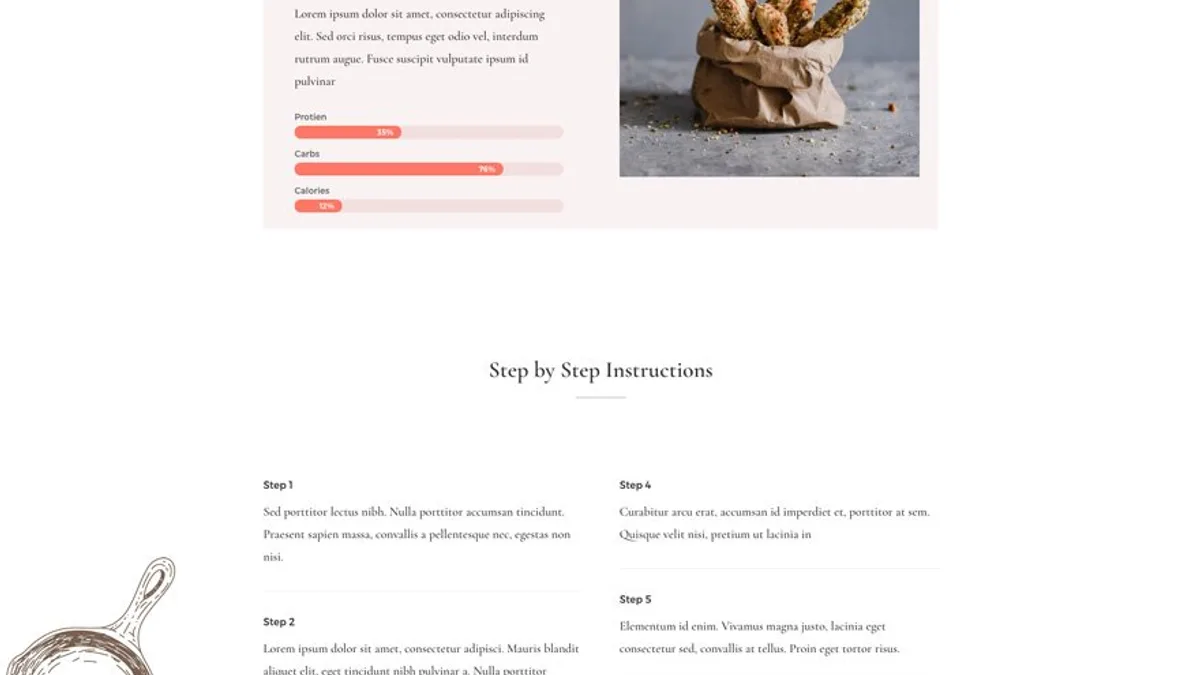 Lorem ipsum dolor sit amet, consectetur adipiscing
elit. Sed orci risus, tempus eget odio vel, interdum
rutrum augue. Fusce suscipit vulputate ipsum id
pulvinar
Protien
35%
Carbs
76%
Calories
12%
Step by Step Instructions
Step 1
Sed porttitor lectus nibh. Nulla porttitor accumsan tincidunt.
Praesent sapien massa, convallis a pellentesque nec, egestas non
nisi.
Step 2
Lorem ipsum dolor sit amet, consectetur adipisci. Mauris blandit
aliquet elit, eget tincidunt nibh pulvinar a. Nulla porttitor
Step 4
Curabitur arcu erat, accumsan id imperdiet et, porttitor at sem.
Quisque velit nisi, pretium ut lacinia in
Step 5
Elementum id enim. Vivamus magna justo, lacinia eget
consectetur sed, convallis at tellus. Proin eget tortor risus.